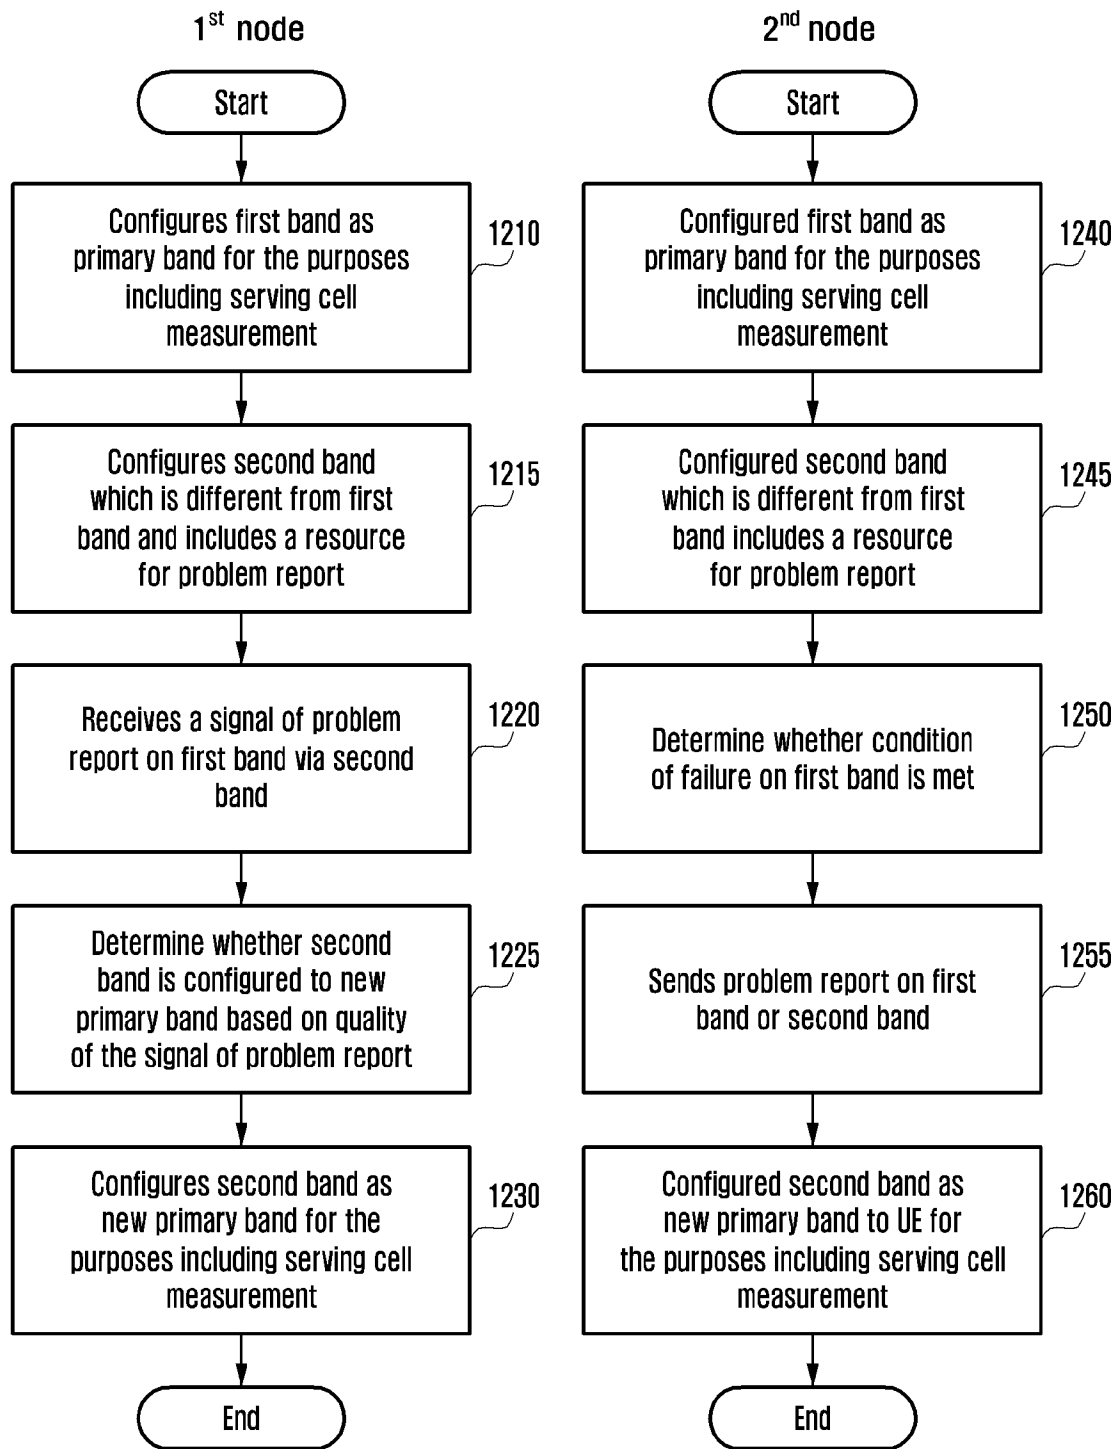 1st node
Start
Configures first band as
primary band for the purposes
including serving cell
measurement
1210
Configures second band
which is different from first
band and includes a resource
for problem report
1215
Receives a signal of problem
report on first band via second
band
1220
Determine whether second
band is configured to new
primary band based on quality
of the signal of problem report
1225
Configures second band as
new primary band for the
purposes including serving cell
measurement
1230
End
2nd node
Start
Configured first band as
primary band for the purposes
including serving cell
measurement
1240
Configured second band
which is different from first
band includes a resource
for problem report
1245
Determine whether condition
of failure on first band is met
1250
Sends problem report on first
band or second band
1255
Configured second band as
new primary band to UE for
the purposes including serving cell
measurement
1260
End